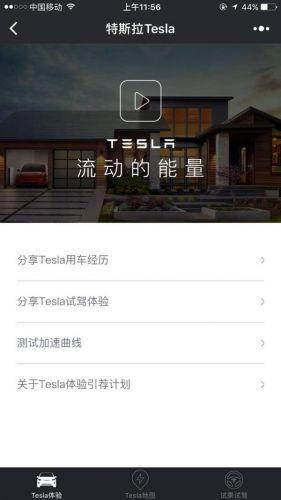 中国移动
上午11:56
44%
特斯拉Tesla
TESLA
流动的能量
分享Tesla用车经历
分享Tesla试驾体验
测试加速曲线
关于Tesla体验引荐计划
Tesla体验
Tesla地图
试乘试驾